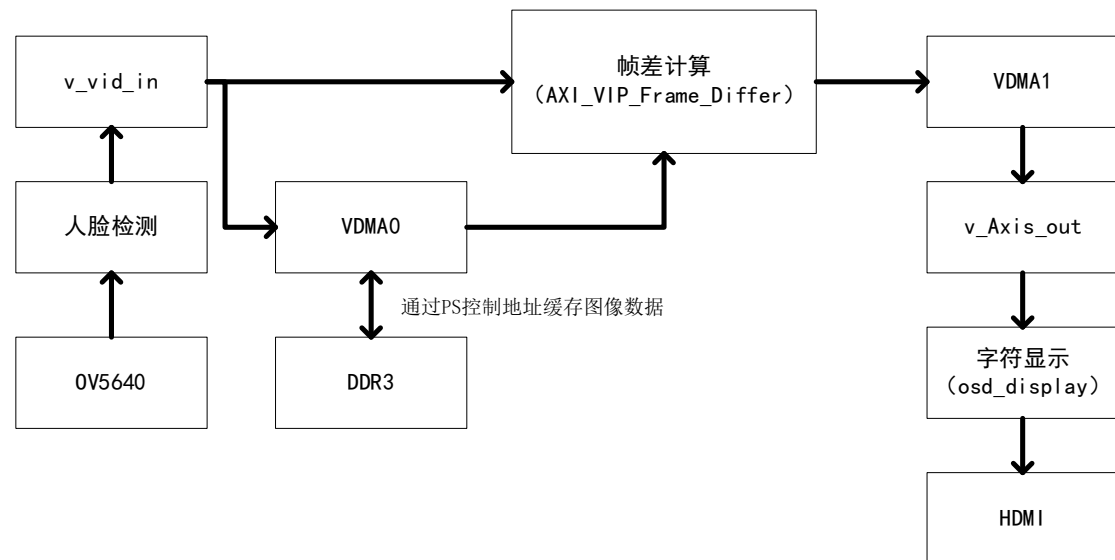 v_vid_in
帧差计算
（AXI_VIP_Frame_Differ）
VDMA1
人脸检测
VDMA0
v_Axis_out
通过PS控制地址缓存图像数据
OV5640
DDR3
字符显示
（osd_display）
HDMI